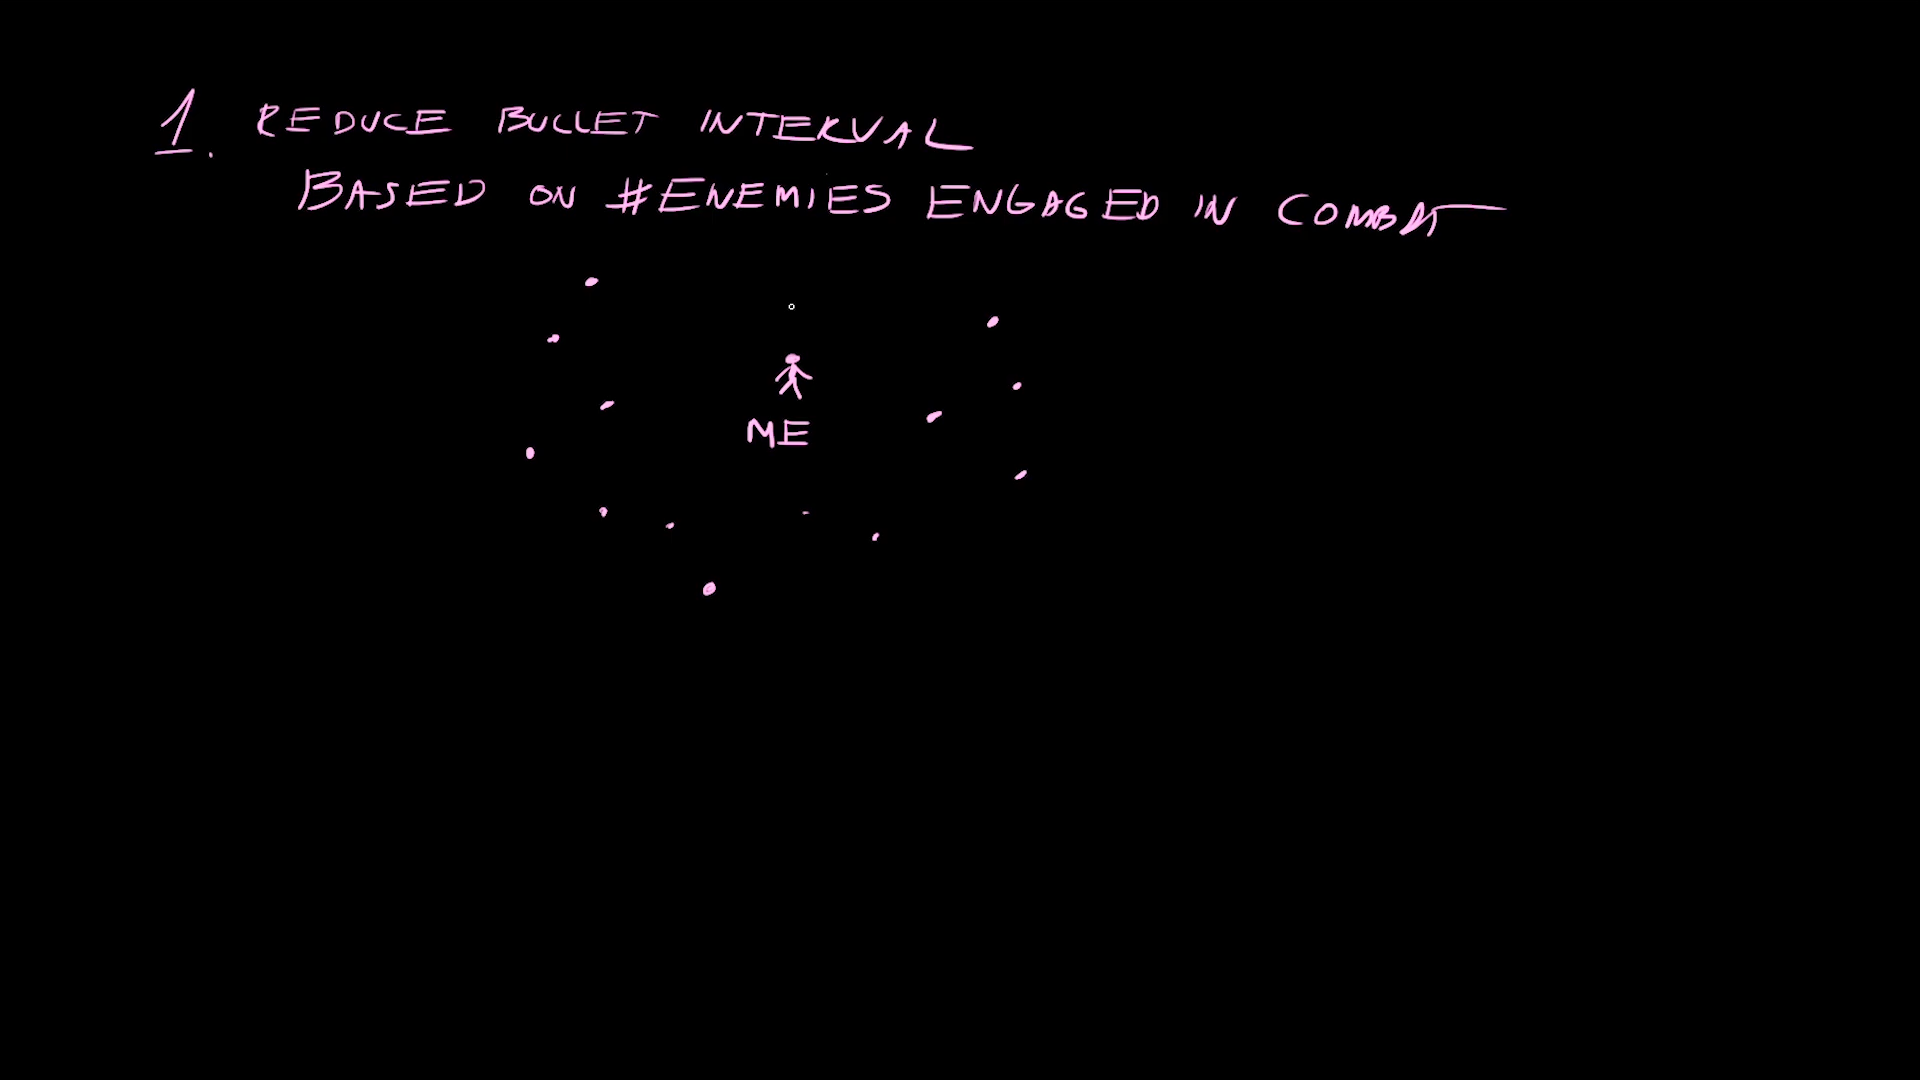 1. REDUCE BULLET INTERVAL
BASED ON #ENEMIES ENGAGED IN COMBAT
ME